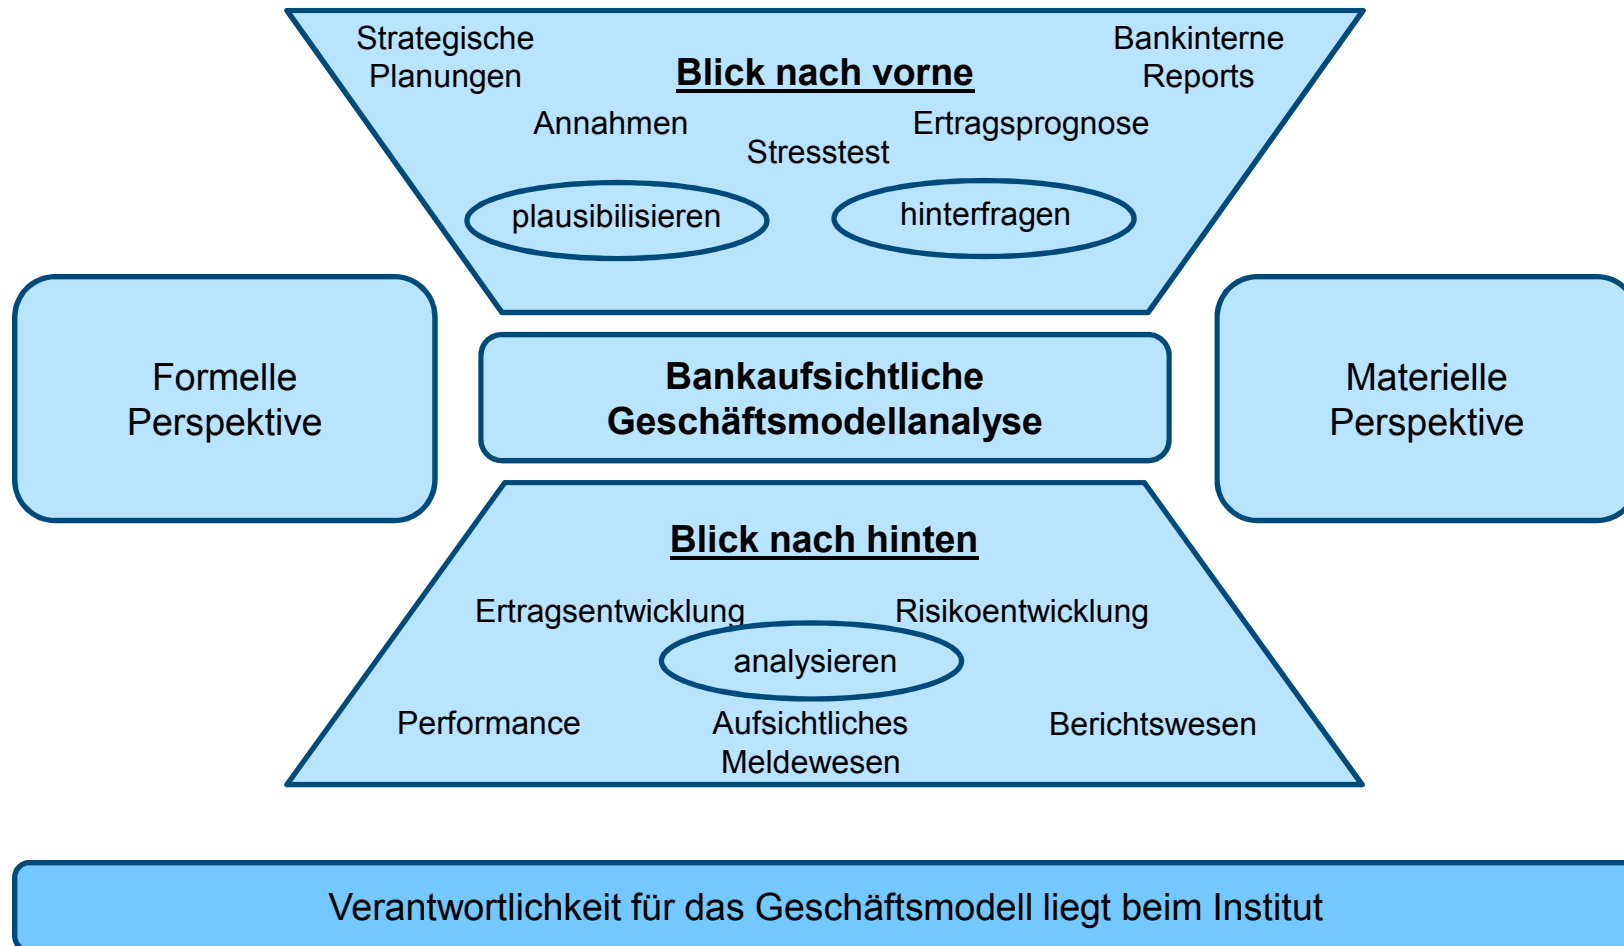 Strategische
Planungen
Blick nach vorne
Bankinterne
Reports
Annahmen
Ertragsprognose
Stresstest
plausibilisieren
hinterfragen
Formelle
Perspektive
Bankaufsichtliche
Geschäftsmodellanalyse
Materielle
Perspektive
Blick nach hinten
Ertragsentwicklung
Risikoentwicklung
analysieren
Performance
Aufsichtliches
Meldewesen
Berichtswesen
Verantwortlichkeit für das Geschäftsmodell liegt beim Institut